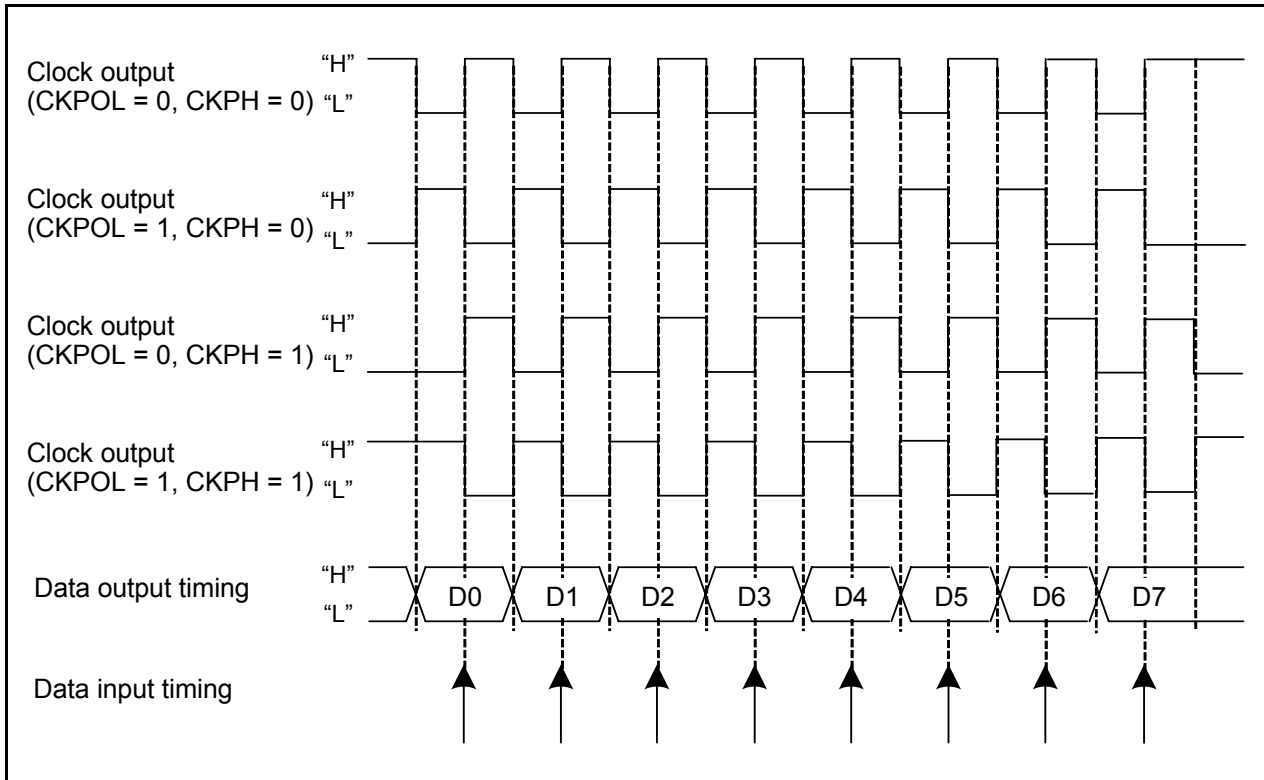 Clock output
(CKPOL = 0, CKPH = 0)
“H”
“L”
Clock output
(CKPOL = 1, CKPH = 0)
“H”
“L”
Clock output
(CKPOL = 0, CKPH = 1)
“H”
“L”
Clock output
(CKPOL = 1, CKPH = 1)
“H”
“L”
Data output timing
“H”
“L”
D0 D1 D2 D3 D4 D5 D6 D7
Data input timing